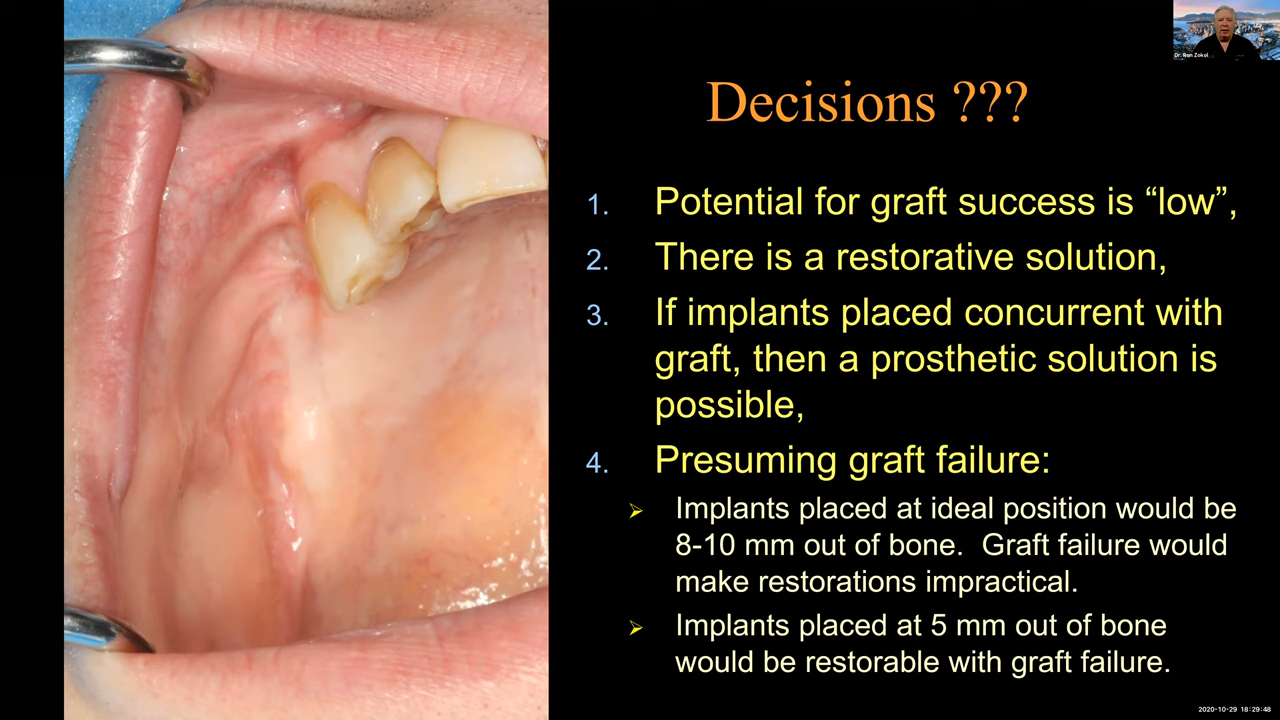 Dr. Ron Zokol
Decisions ???
1. Potential for graft success is “low”,
2. There is a restorative solution,
3. If implants placed concurrent with
graft, then a prosthetic solution is
possible,
4. Presuming graft failure:
➢ Implants placed at ideal position would be
8-10 mm out of bone.  Graft failure would
make restorations impractical.
➢ Implants placed at 5 mm out of bone
would be restorable with graft failure.
2020-10-29 18:29:48